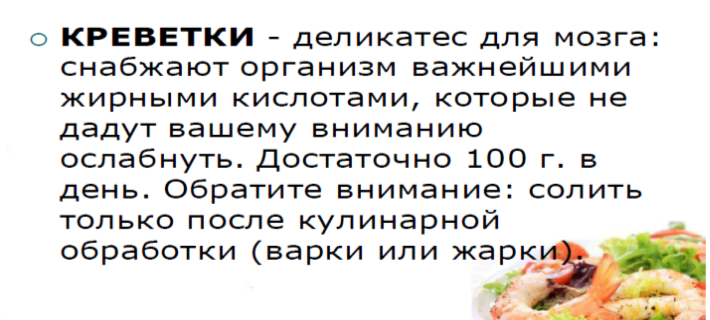 КРЕВЕТКИ - деликатес для мозга:
снабжают организм важнейшими
жирными кислотами, которые не
дадут вашему вниманию
ослабнуть. Достаточно 100 г. в
день. Обратите внимание: солить
только после кулинарной
обработки (варки или жарки).